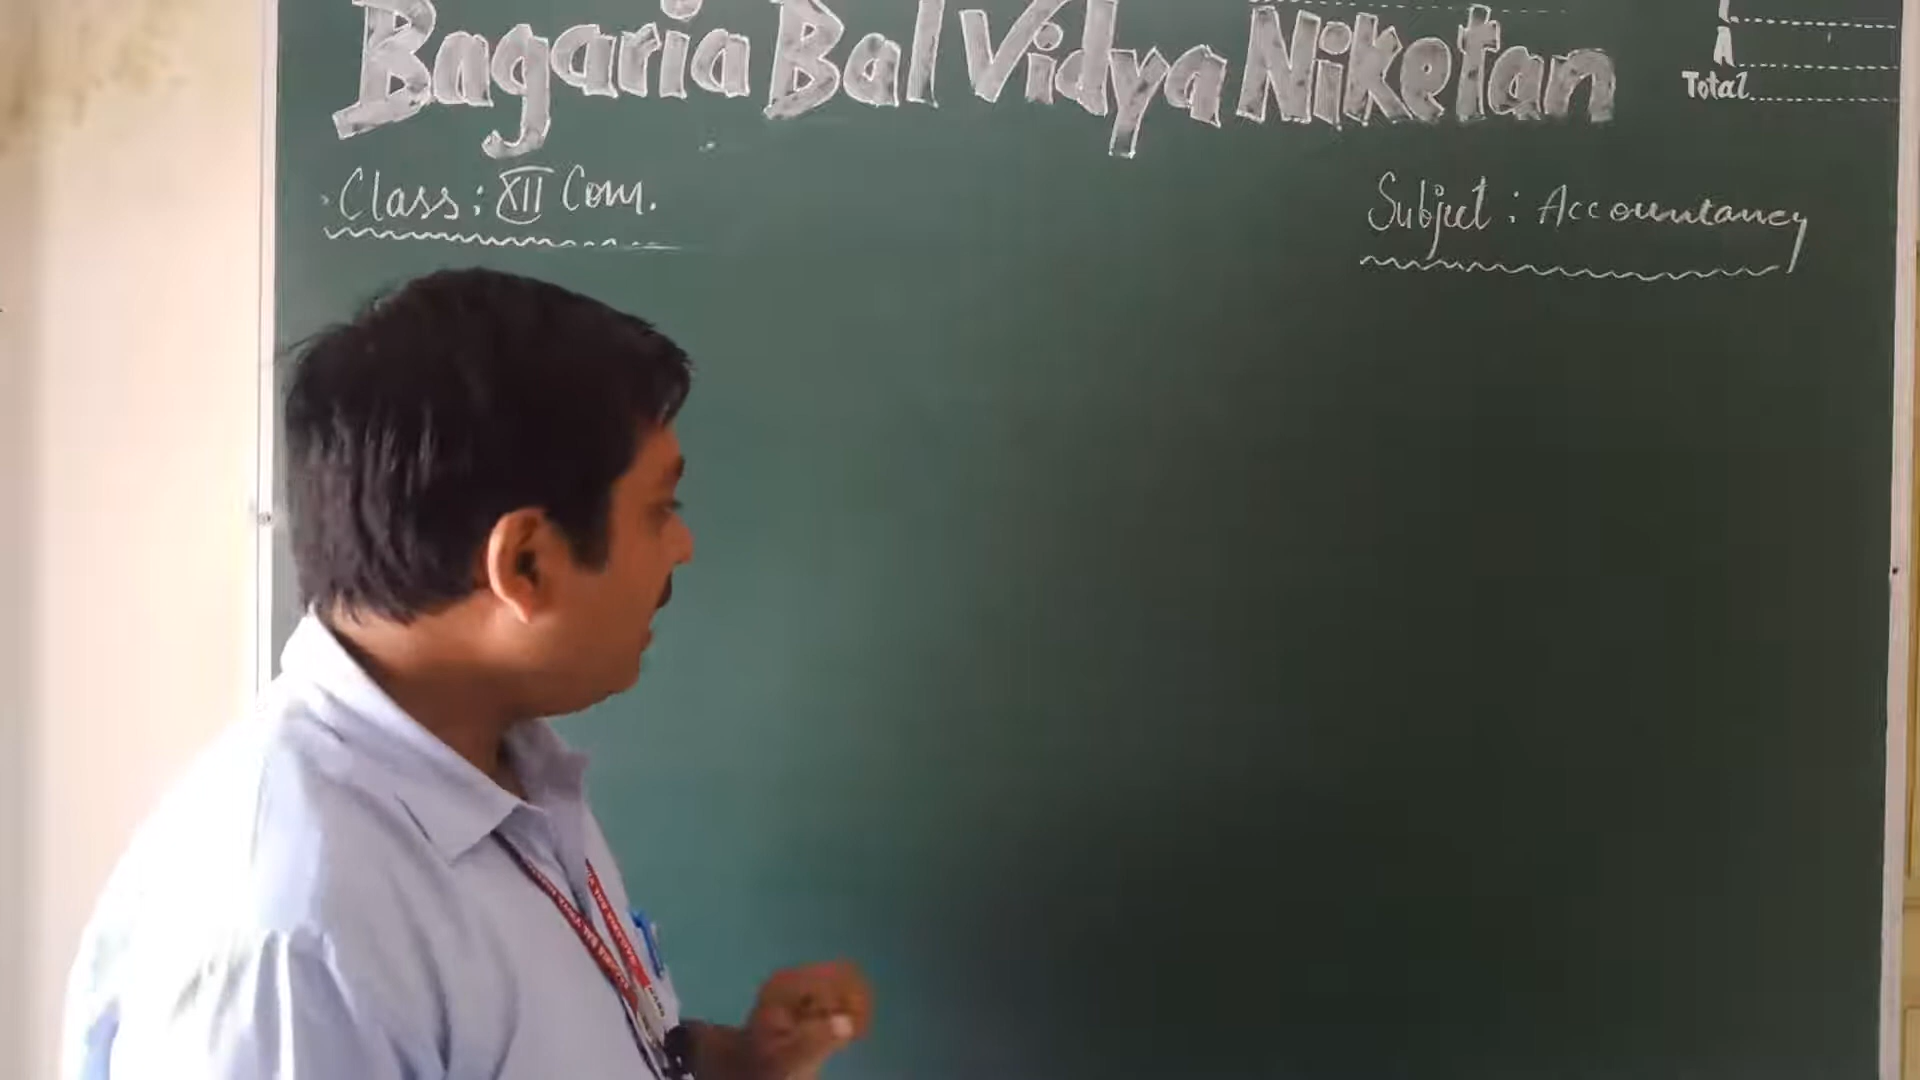 Bagaria Bal Vidya Niketan
A
Total
Class : XII Com.
Subject : Accountancy